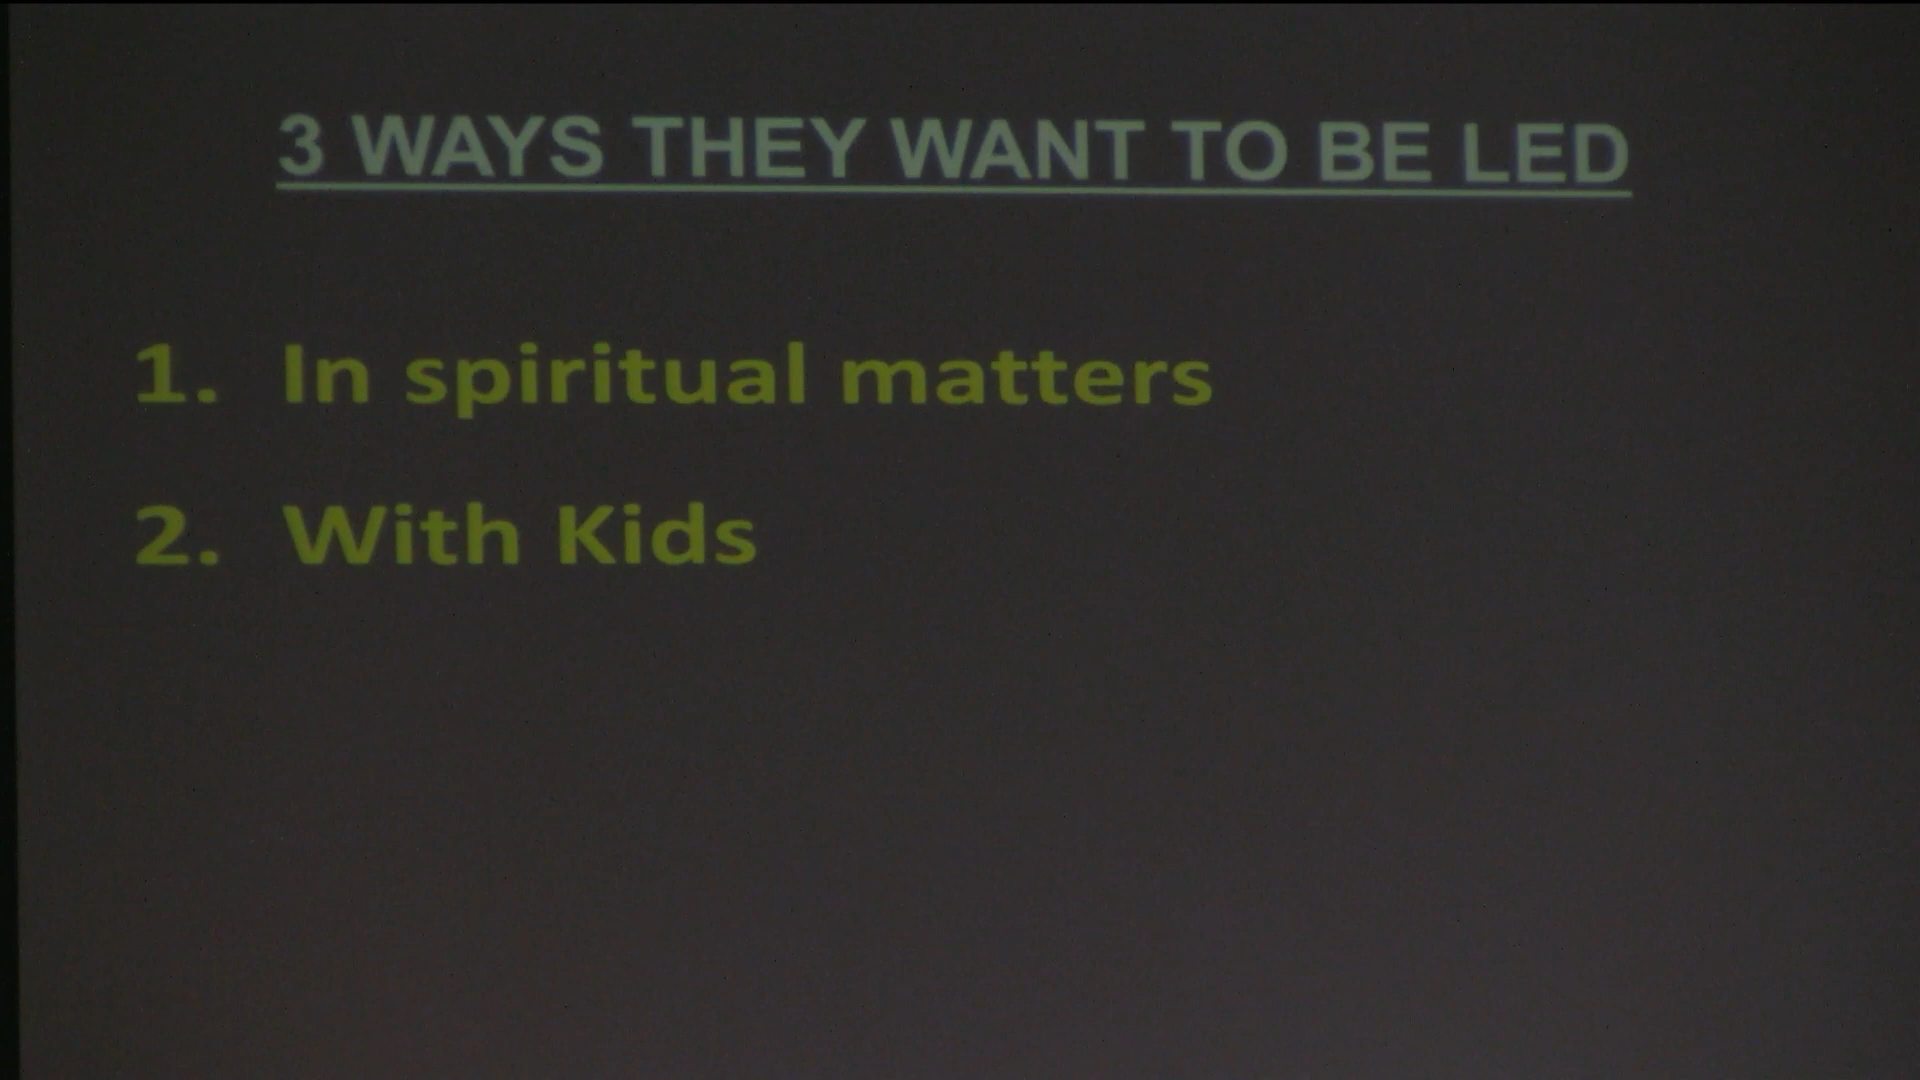 3 WAYS THEY WANT TO BE LED
1. In spiritual matters
2. With Kids